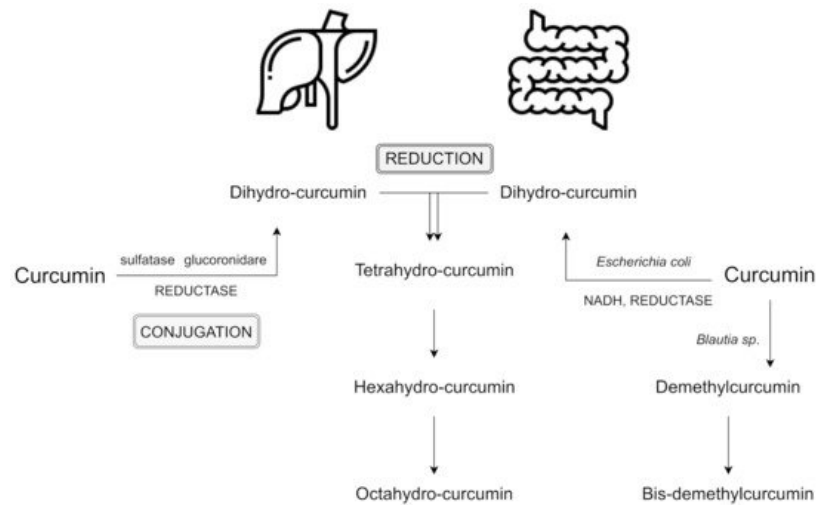 REDUCTION
Dihydro-curcumin
Dihydro-curcumin
Curcumin
sulfatase glucoronidare
REDUCTASE
CONJUGATION
Tetrahydro-curcumin
Escherichia coli
NADH, REDUCTASE
Curcumin
Blautia sp.
Hexahydro-curcumin
Demethylcurcumin
Octahydro-curcumin
Bis-demethylcurcumin